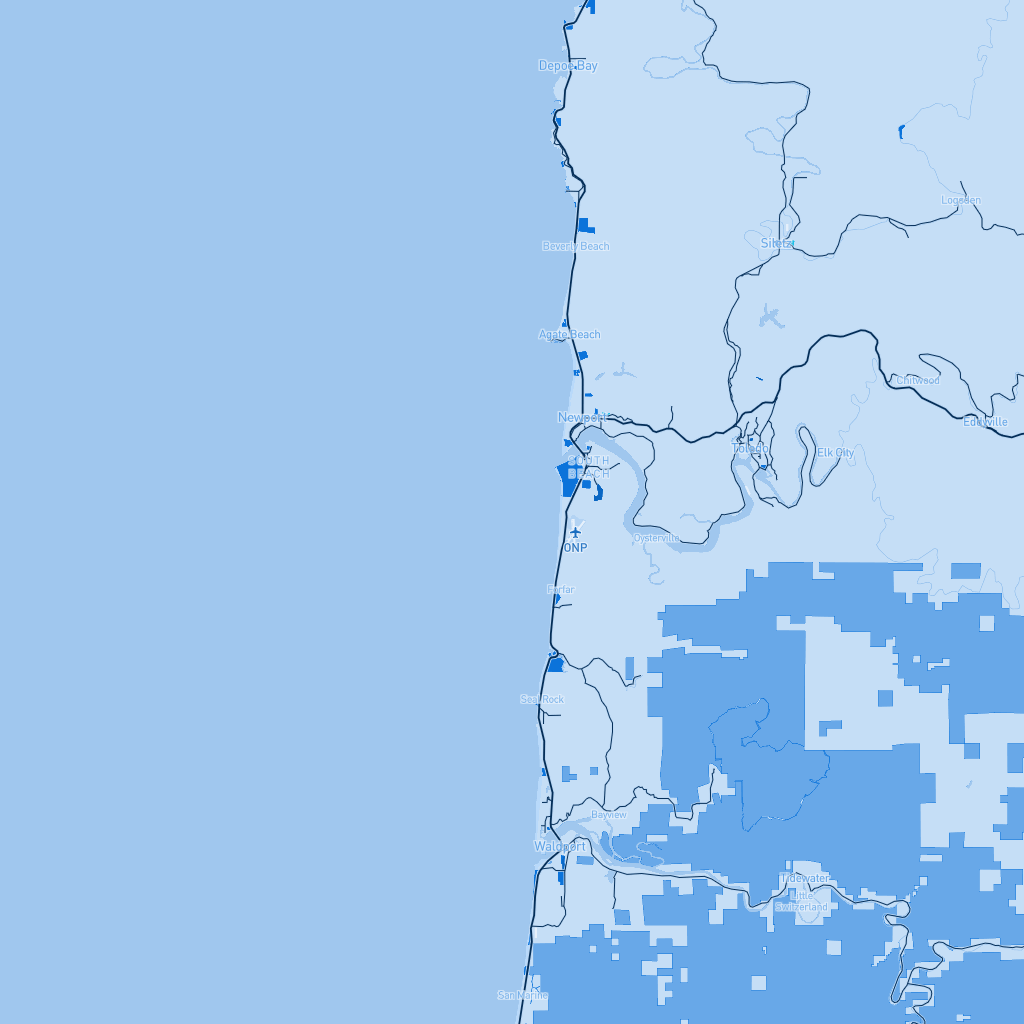 Depoe Bay
Logsden
Siletz
Beverly Beach
Agate Beach
Chitwood
Newport
Eddyville
Toledo
Elk City
SOUTH
BEACH
Oysterville
ONP
Forfar
Seal Rock
Bayview
Waldport
Tidewater
Little
Switzerland
San Marine